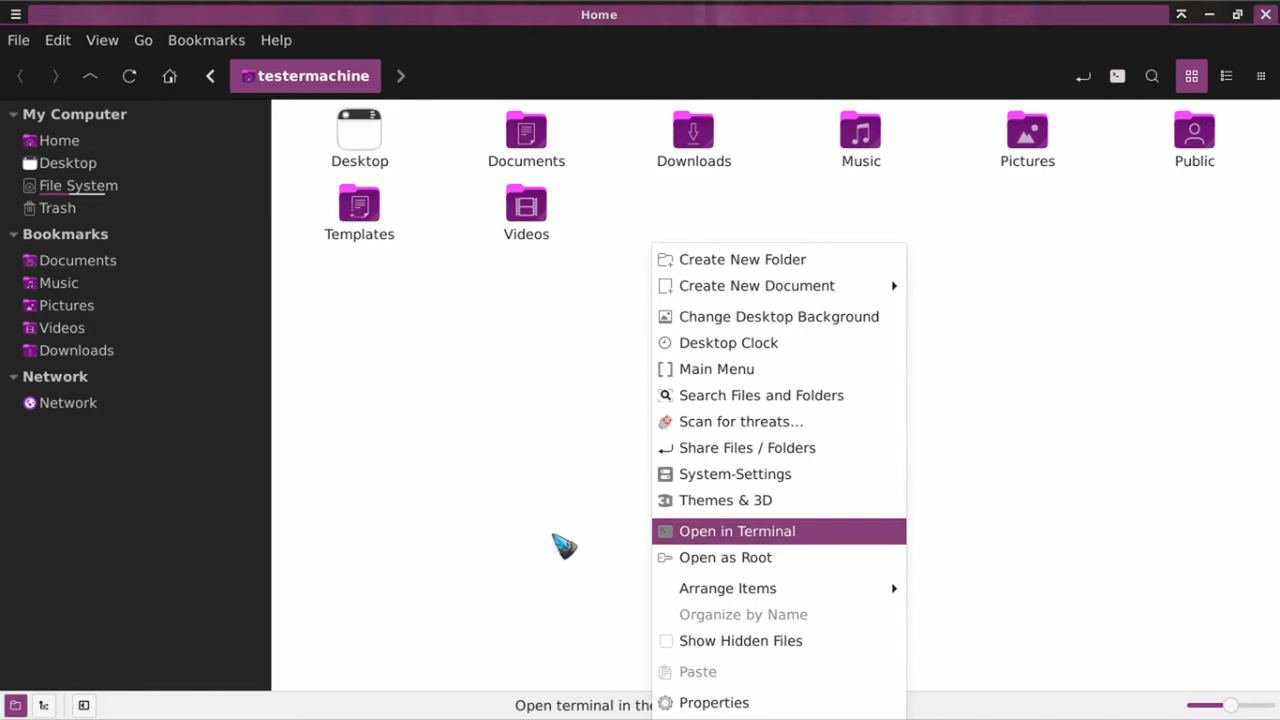 Home
File Edit View Go Bookmarks Help
testermachine
My Computer
Home
Desktop
File System
Trash
Bookmarks
Documents
Music
Pictures
Videos
Downloads
Network
Network
Desktop Documents Downloads Music Pictures Public
Templates Videos
Create New Folder
Create New Document
Change Desktop Background
Desktop Clock
Main Menu
Search Files and Folders
Scan for threats...
Share Files / Folders
System-Settings
Themes & 3D
Open in Terminal
Open as Root
Arrange Items
Organize by Name
Show Hidden Files
Paste
Properties
Open terminal in the